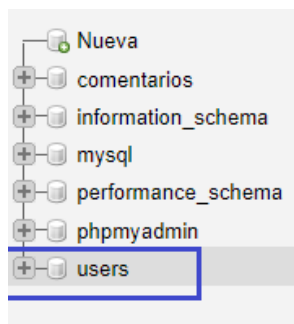 Nueva
comentarios
information_schema
mysql
performance_schema
phpmyadmin
users